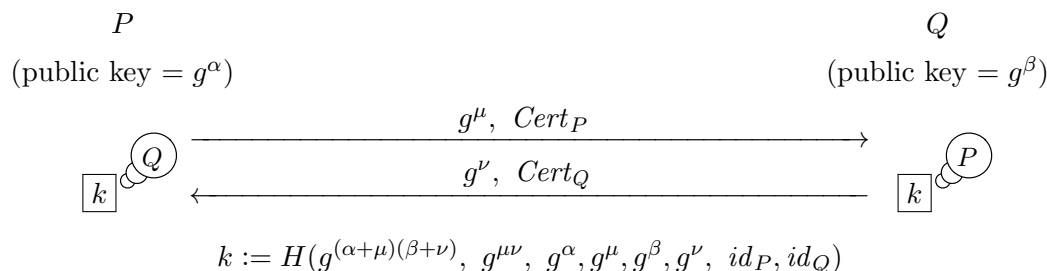 P Q
(public key = g^α) (public key = g^β)
g^μ, Cert_P
Q P
g^ν, Cert_Q
k k
k := H(g^{(α+μ)(β+ν)}, g^{μν}, g^α, g^μ, g^β, g^ν, id_P, id_Q)